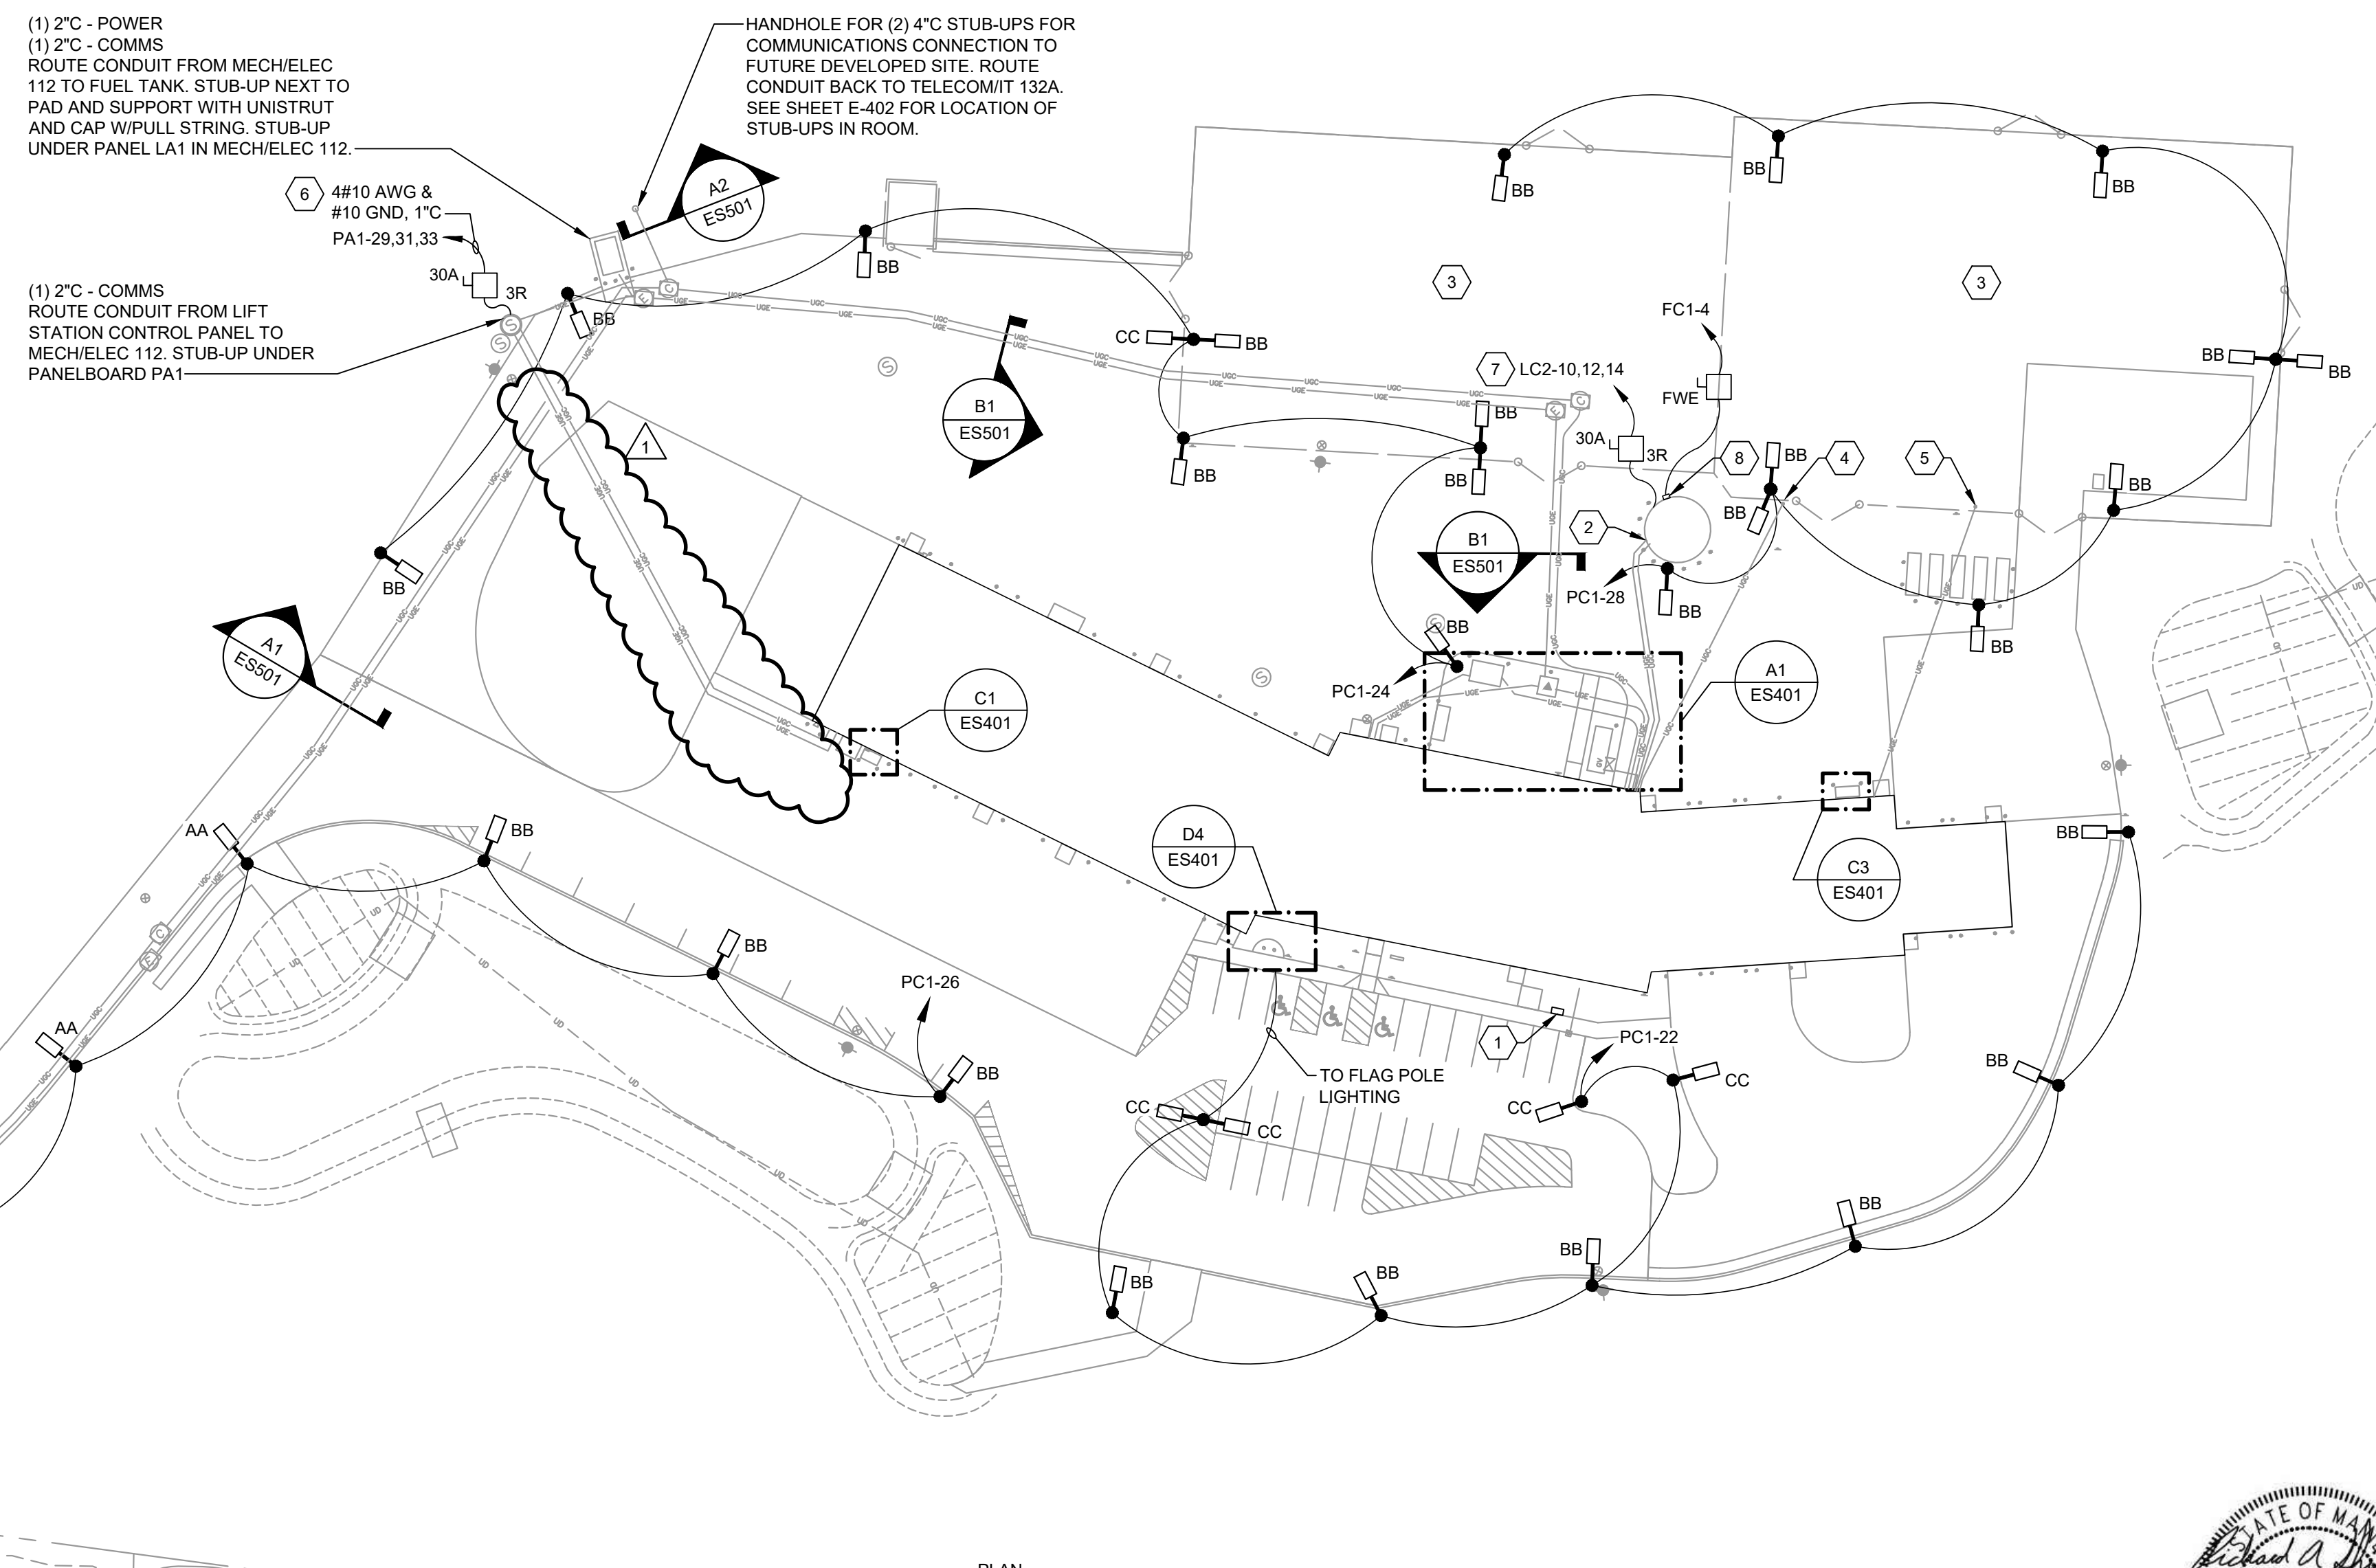 (1) 2"C - POWER
(1) 2"C - COMMS
ROUTE CONDUIT FROM MECH/ELEC
112 TO FUEL TANK. STUB-UP NEXT TO
PAD AND SUPPORT WITH UNISTRUT
AND CAP W/PULL STRING. STUB-UP
UNDER PANEL LA1 IN MECH/ELEC 112.
HANDHOLE FOR (2) 4"C STUB-UPS FOR
COMMUNICATIONS CONNECTION TO
FUTURE DEVELOPED SITE. ROUTE
CONDUIT BACK TO TELECOM/IT 132A.
SEE SHEET E-402 FOR LOCATION OF
STUB-UPS IN ROOM.
6
4#10 AWG &
#10 GND, 1"C
PA1-29,31,33
30A
3R
(1) 2"C - COMMS
ROUTE CONDUIT FROM LIFT
STATION CONTROL PANEL TO
MECH/ELEC 112. STUB-UP UNDER
PANELBOARD PA1
A2
ES501
BB
BB
BB
BB
BB
3
3
FC1-4
CC
BB
BB
BB
7
LC2-10,12,14
FWE
BB
B1
ES501
1
30A
3R
8
BB
4
5
BB
BB
BB
BB
2
B1
ES501
PC1-28
BB
BB
BB
A1
ES501
BB
PC1-24
A1
ES401
C1
ES401
AA
BB
D4
ES401
BB
C3
ES401
BB
PC1-26
AA
BB
1
PC1-22
TO FLAG POLE
LIGHTING
CC
CC
CC
CC
BB
BB
BB
BB
BB
UGC
UGE
UD
S
E
C
GV
PLAN